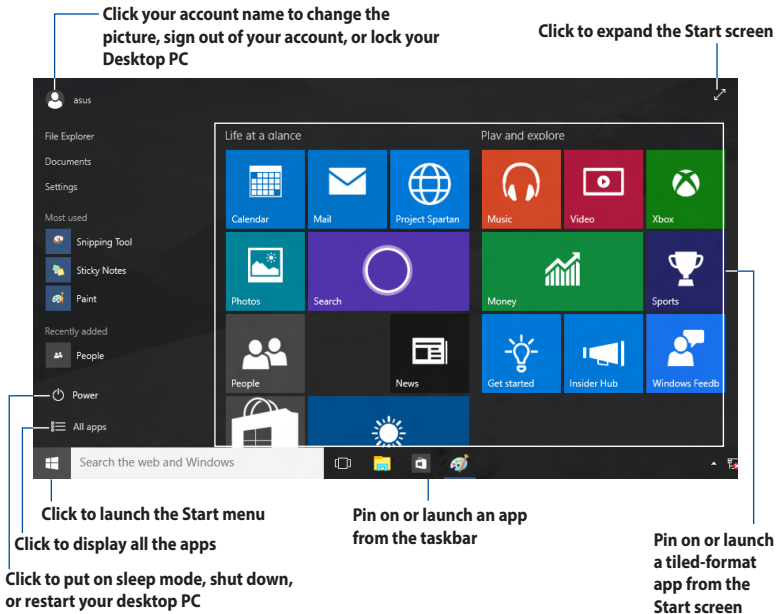 Click your account name to change the
picture, sign out of your account, or lock your
Desktop PC
Click to expand the Start screen
asus
File Explorer
Documents
Settings
Most used
Snipping Tool
Sticky Notes
Paint
Recently added
People
Power
All apps
Life at a glance
Calendar
Mail
Project Spartan
Photos
Search
People
News
Play and explore
Music
Video
Xbox
Money
Sports
Get started
Insider Hub
Windows Feedb
Search the web and Windows
Click to launch the Start menu
Click to display all the apps
Click to put on sleep mode, shut down,
or restart your desktop PC
Pin on or launch an app
from the taskbar
Pin on or launch
a tiled-format
app from the
Start screen